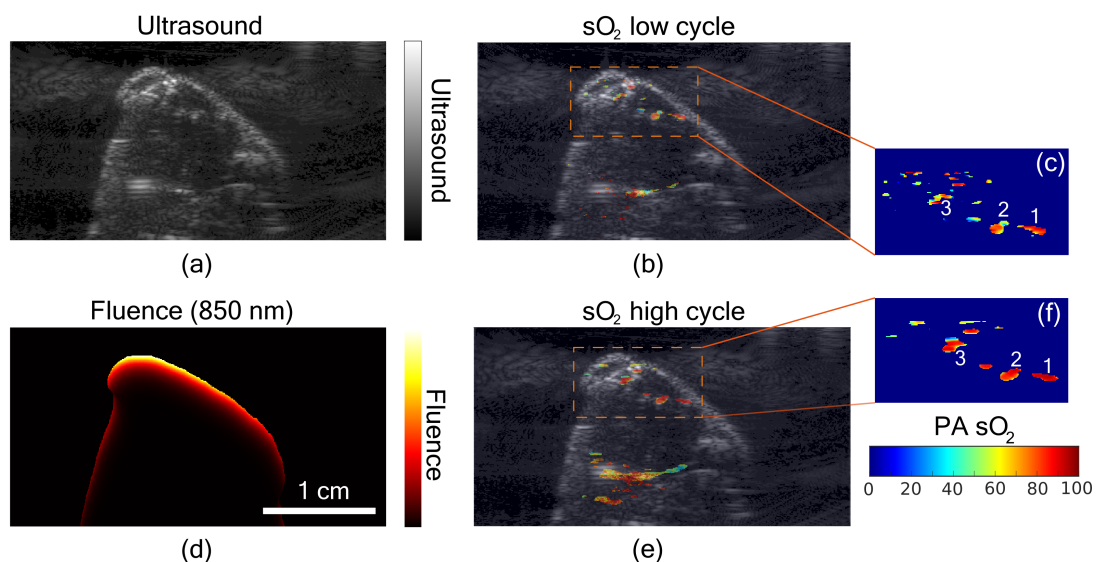 Ultrasound
Ultrasound
(a)
sO₂ low cycle
(b)
(c)
3
2
1
Fluence (850 nm)
Fluence
1 cm
(d)
sO₂ high cycle
(e)
(f)
3
2
1
PA sO₂
0 20 40 60 80 100